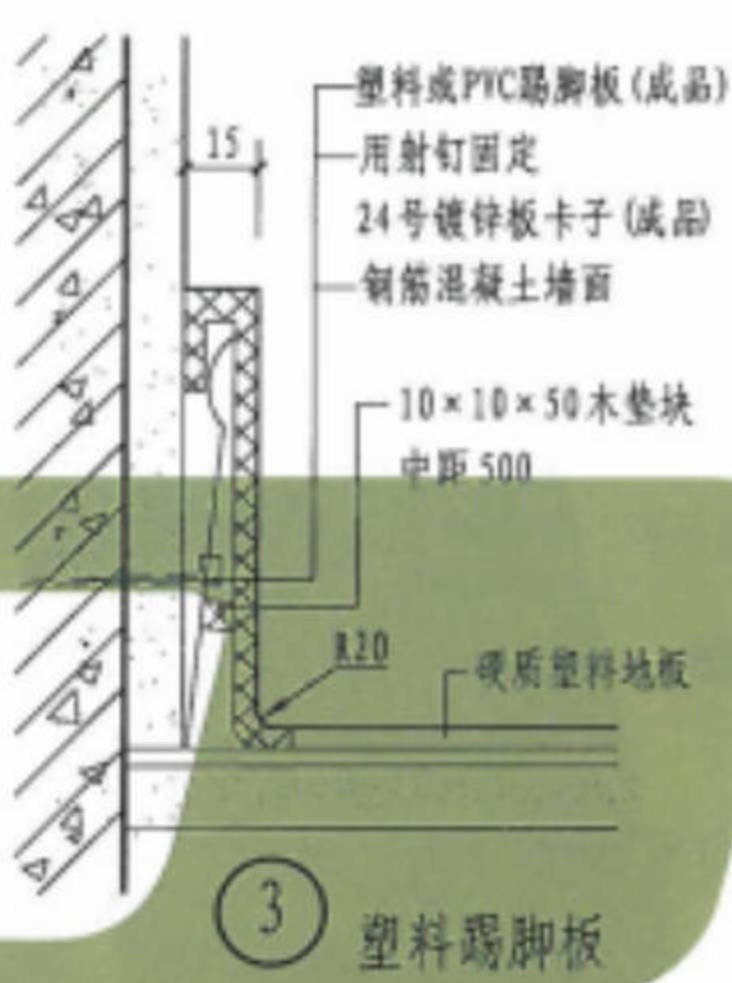 塑料或PVC踢脚板(成品)
15
用射钉固定
24号镀锌板卡子(成品)
钢筋混凝土墙面
10×10×50木垫块
中距500
R20
硬质塑料地板
3
塑料踢脚板